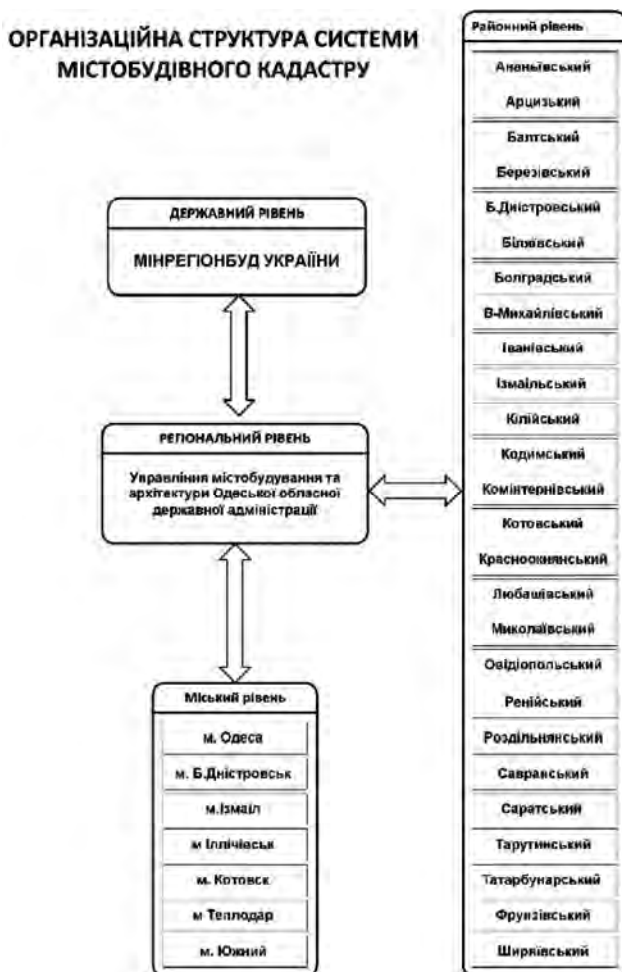 ОРГАНІЗАЦІЙНА СТРУКТУРА СИСТЕМИ
МІСТОБУДІВНОГО КАДАСТРУ
ДЕРЖАВНИЙ РІВЕНЬ
МІНРЕГІОНБУД УКРАЇІНИ
РЕГІОНАЛЬНИЙ РІВЕНЬ
Управління містобудування та
архітектури Одеської обласної
державної адміністрації
Міський рівень
м. Одеса
м. Б.Дністровськ
м.Ізмаїл
м Іллічівськ
м. Котовск
м Теплодар
м. Южний
Районний рівень
Ананьївський
Арцизький
Балтський
Березівський
Б.Дністровський
Біляївський
Болградський
В-Михайлівський
Іванівський
Ізмаільський
Кілійський
Кодимський
Комінтернівський
Котовський
Красноокнянський
Любашівський
Миколаївський
Овідіопольський
Ренійський
Роздільнянський
Савранський
Саратський
Тарутинський
Татарбунарський
Фрунзівський
Ширяївський